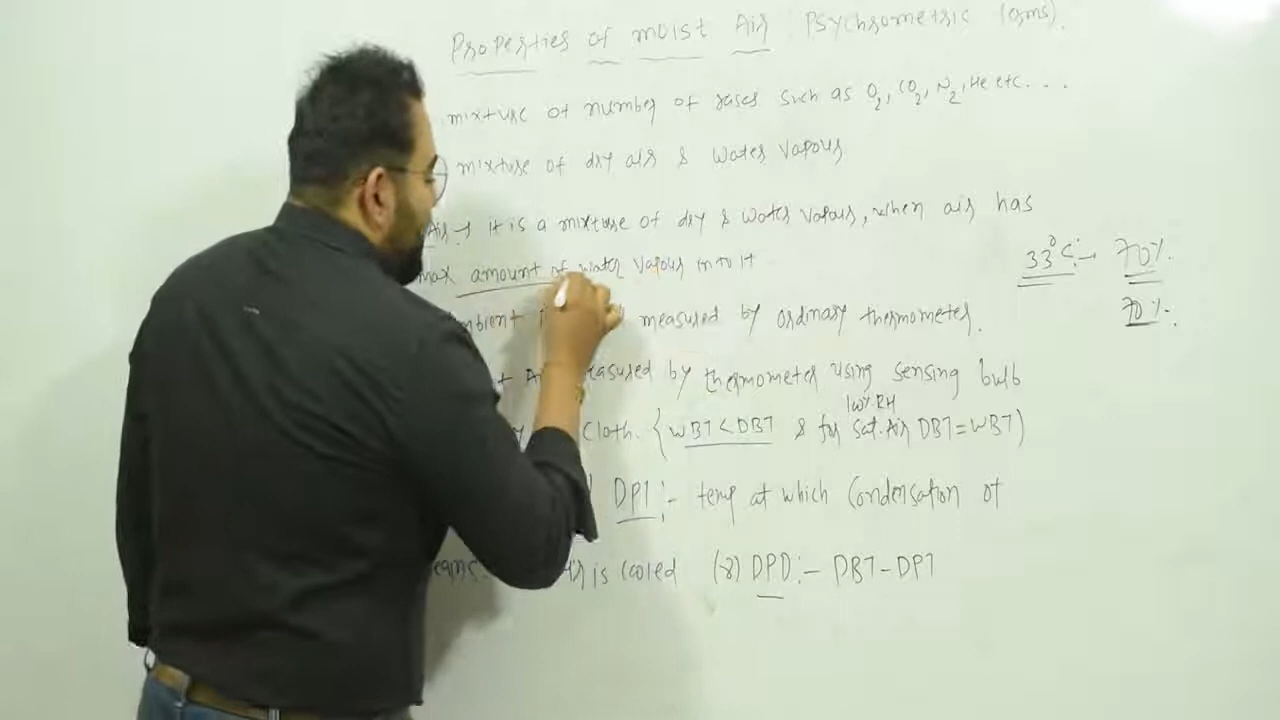 Properties of moist Air Psychrometric
mixture of number of gases such as O2, CO2, N2, He etc....
mixture of dry air & water vapour
Air → It is a mixture of dry & water vapour, when air has
max amount of water vapour into it
33°C:→ 70%.
70%.
measured by ordinary thermometer.
measured by thermometer using sensing bulb
100% RH
Cloth. {WBT < DBT & for Sat. Air DBT = WBT)
DPT:- temp at which Condensation of
is cooled (8) DPD:- DBT - DPT